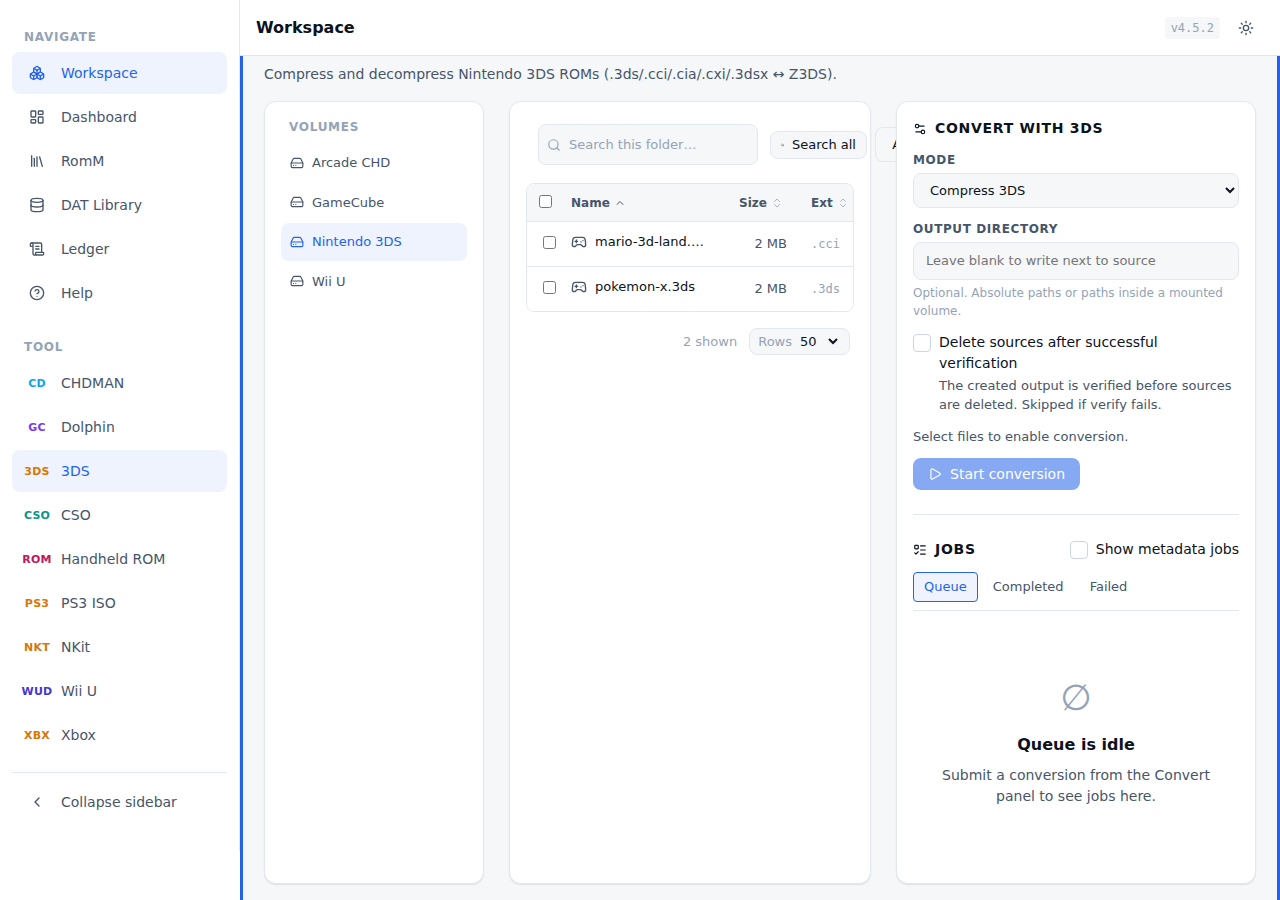 NAVIGATE
Workspace
Dashboard
RomM
DAT Library
Ledger
Help
TOOL
CD CHDMAN
GC Dolphin
3DS 3DS
CSO CSO
ROM Handheld ROM
PS3 PS3 ISO
NKT NKit
WUD Wii U
XBX Xbox
Collapse sidebar
Workspace
v4.5.2
Compress and decompress Nintendo 3DS ROMs (.3ds/.cci/.cia/.cxi/.3dsx ↔ Z3DS).
VOLUMES
Arcade CHD
GameCube
Nintendo 3DS
Wii U
Search this folder…
Search all
Name Size Ext
mario-3d-land.… 2 MB .cci
pokemon-x.3ds 2 MB .3ds
2 shown Rows 50
CONVERT WITH 3DS
MODE
Compress 3DS
OUTPUT DIRECTORY
Leave blank to write next to source
Optional. Absolute paths or paths inside a mounted
volume.
Delete sources after successful
verification
The created output is verified before sources
are deleted. Skipped if verify fails.
Select files to enable conversion.
Start conversion
JOBS
Show metadata jobs
Queue Completed Failed
Queue is idle
Submit a conversion from the Convert
panel to see jobs here.